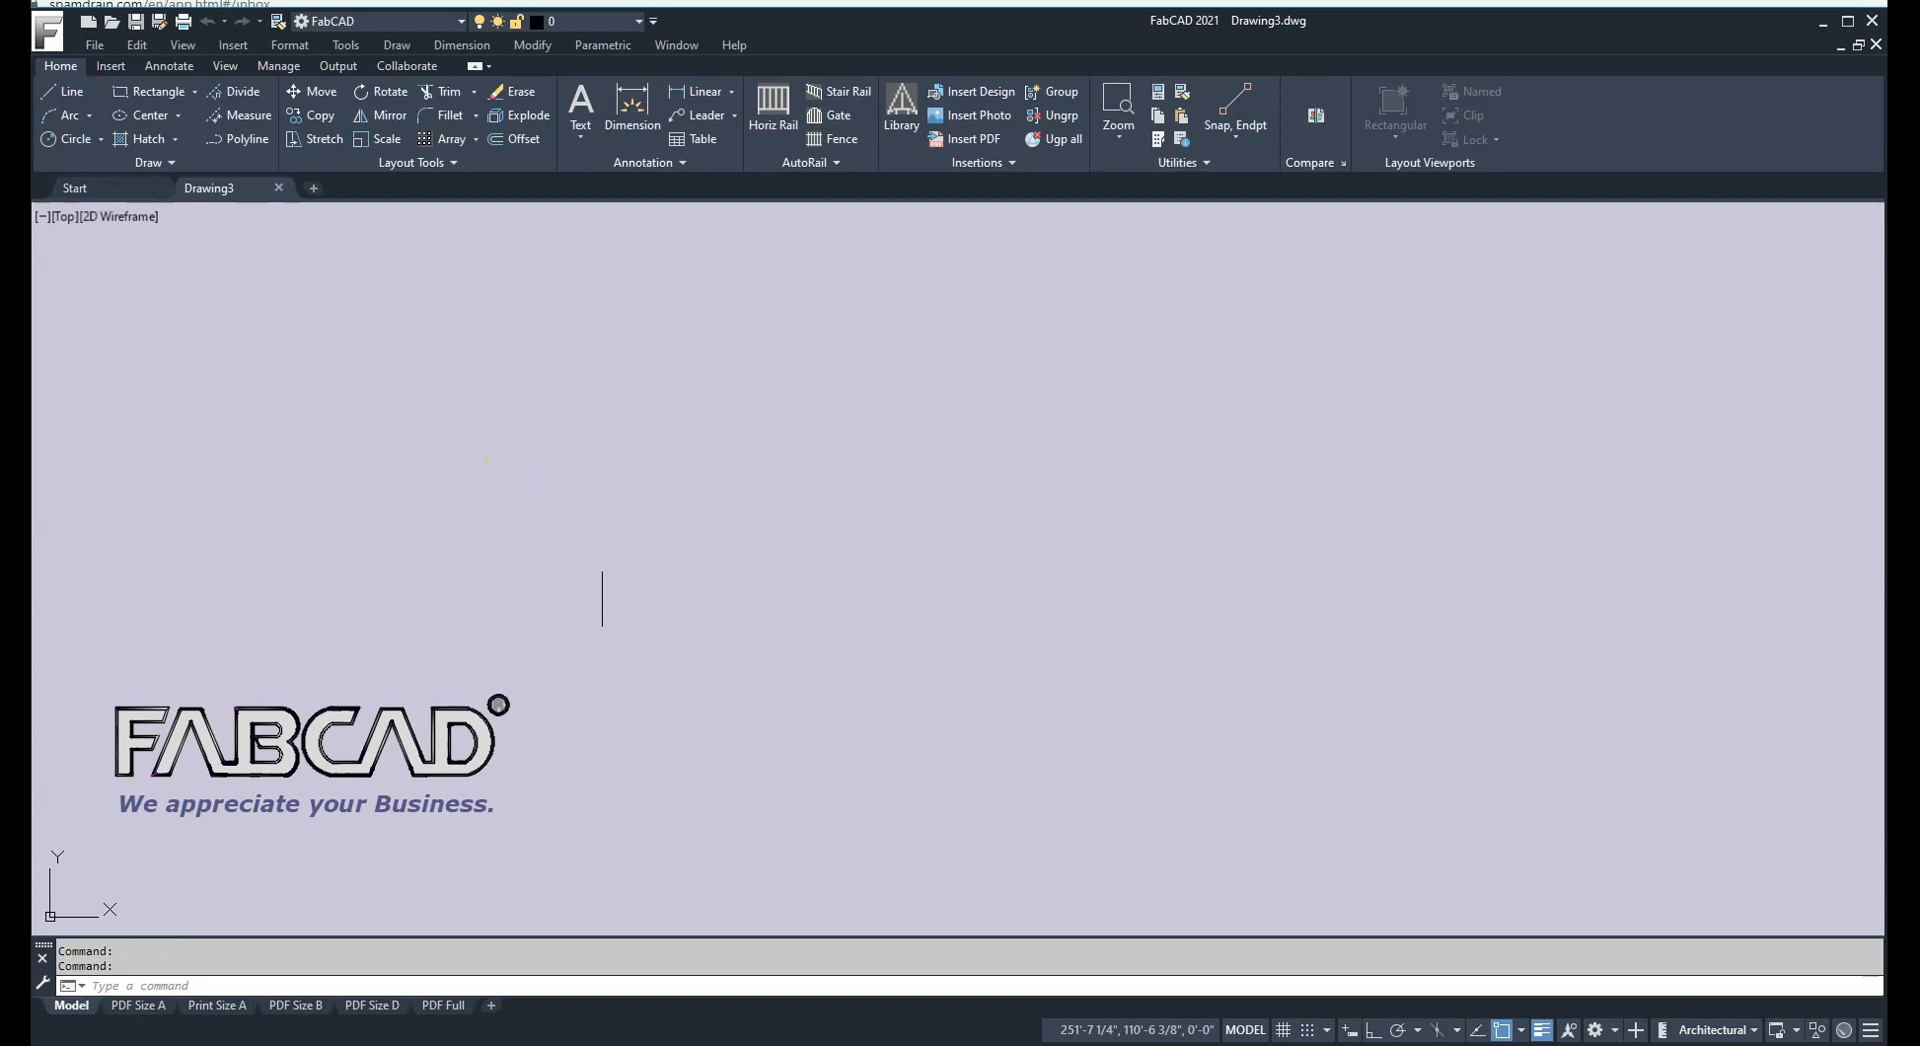 spamdrain.com/en/app.html#/inbox
FabCAD 0 FabCAD 2021 Drawing3.dwg
File Edit View Insert Format Tools Draw Dimension Modify Parametric Window Help
Home Insert Annotate View Manage Output Collaborate
Line Rectangle Divide Move Rotate Trim Erase Linear Stair Rail Insert Design Group Named
Arc Center Measure Copy Mirror Fillet Explode Text Dimension Leader Horiz Rail Gate Library Insert Photo Ungrp Zoom Snap, Endpt Rectangular Clip
Circle Hatch Polyline Stretch Scale Array Offset Table Fence Insert PDF Ugp all Lock
Draw Layout Tools Annotation AutoRail Insertions Utilities Compare Layout Viewports
Start Drawing3
[−][Top][2D Wireframe]
FABCAD
We appreciate your Business.
Y
X
Command:
Command:
Type a command
Model PDF Size A Print Size A PDF Size B PDF Size D PDF Full
251'-7 1/4", 110'-6 3/8", 0'-0" MODEL Architectural